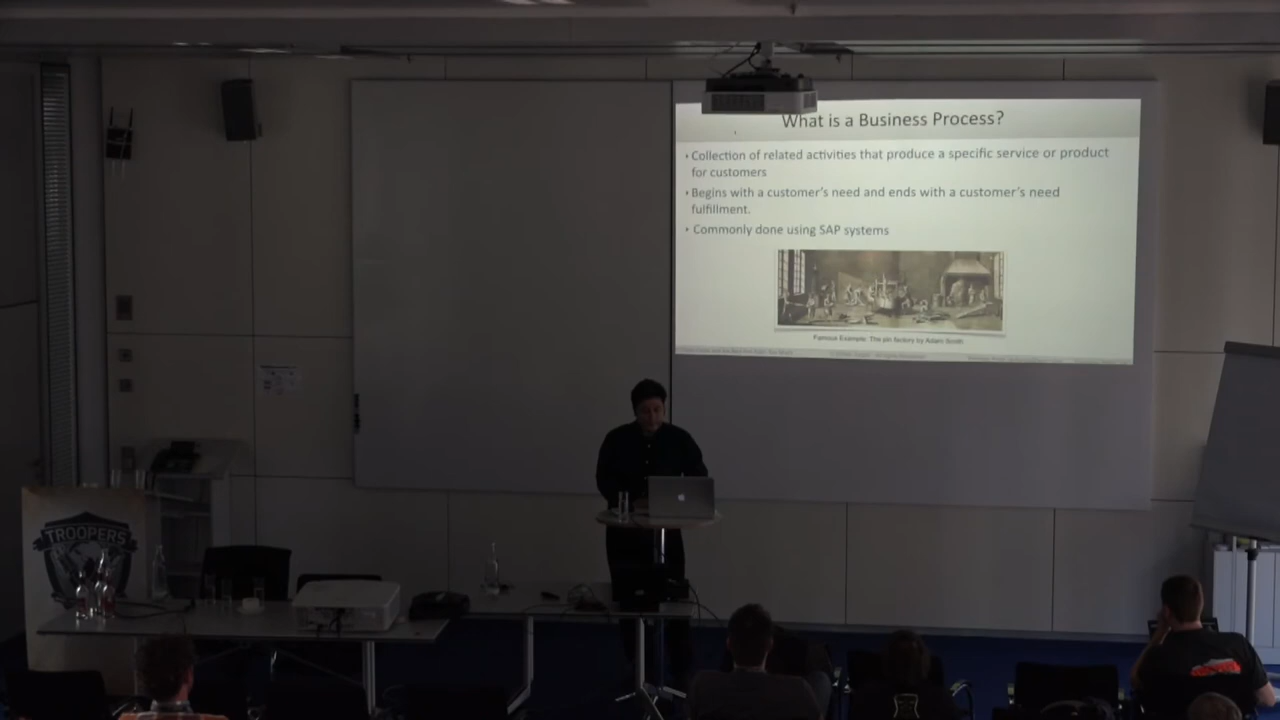 What is a Business Process?
Collection of related activities that produce a specific service or product
for customers
Begins with a customer's need and ends with a customer's need
fulfillment.
Commonly done using SAP systems
Famous Example: The pin factory by Adam Smith
TROOPERS